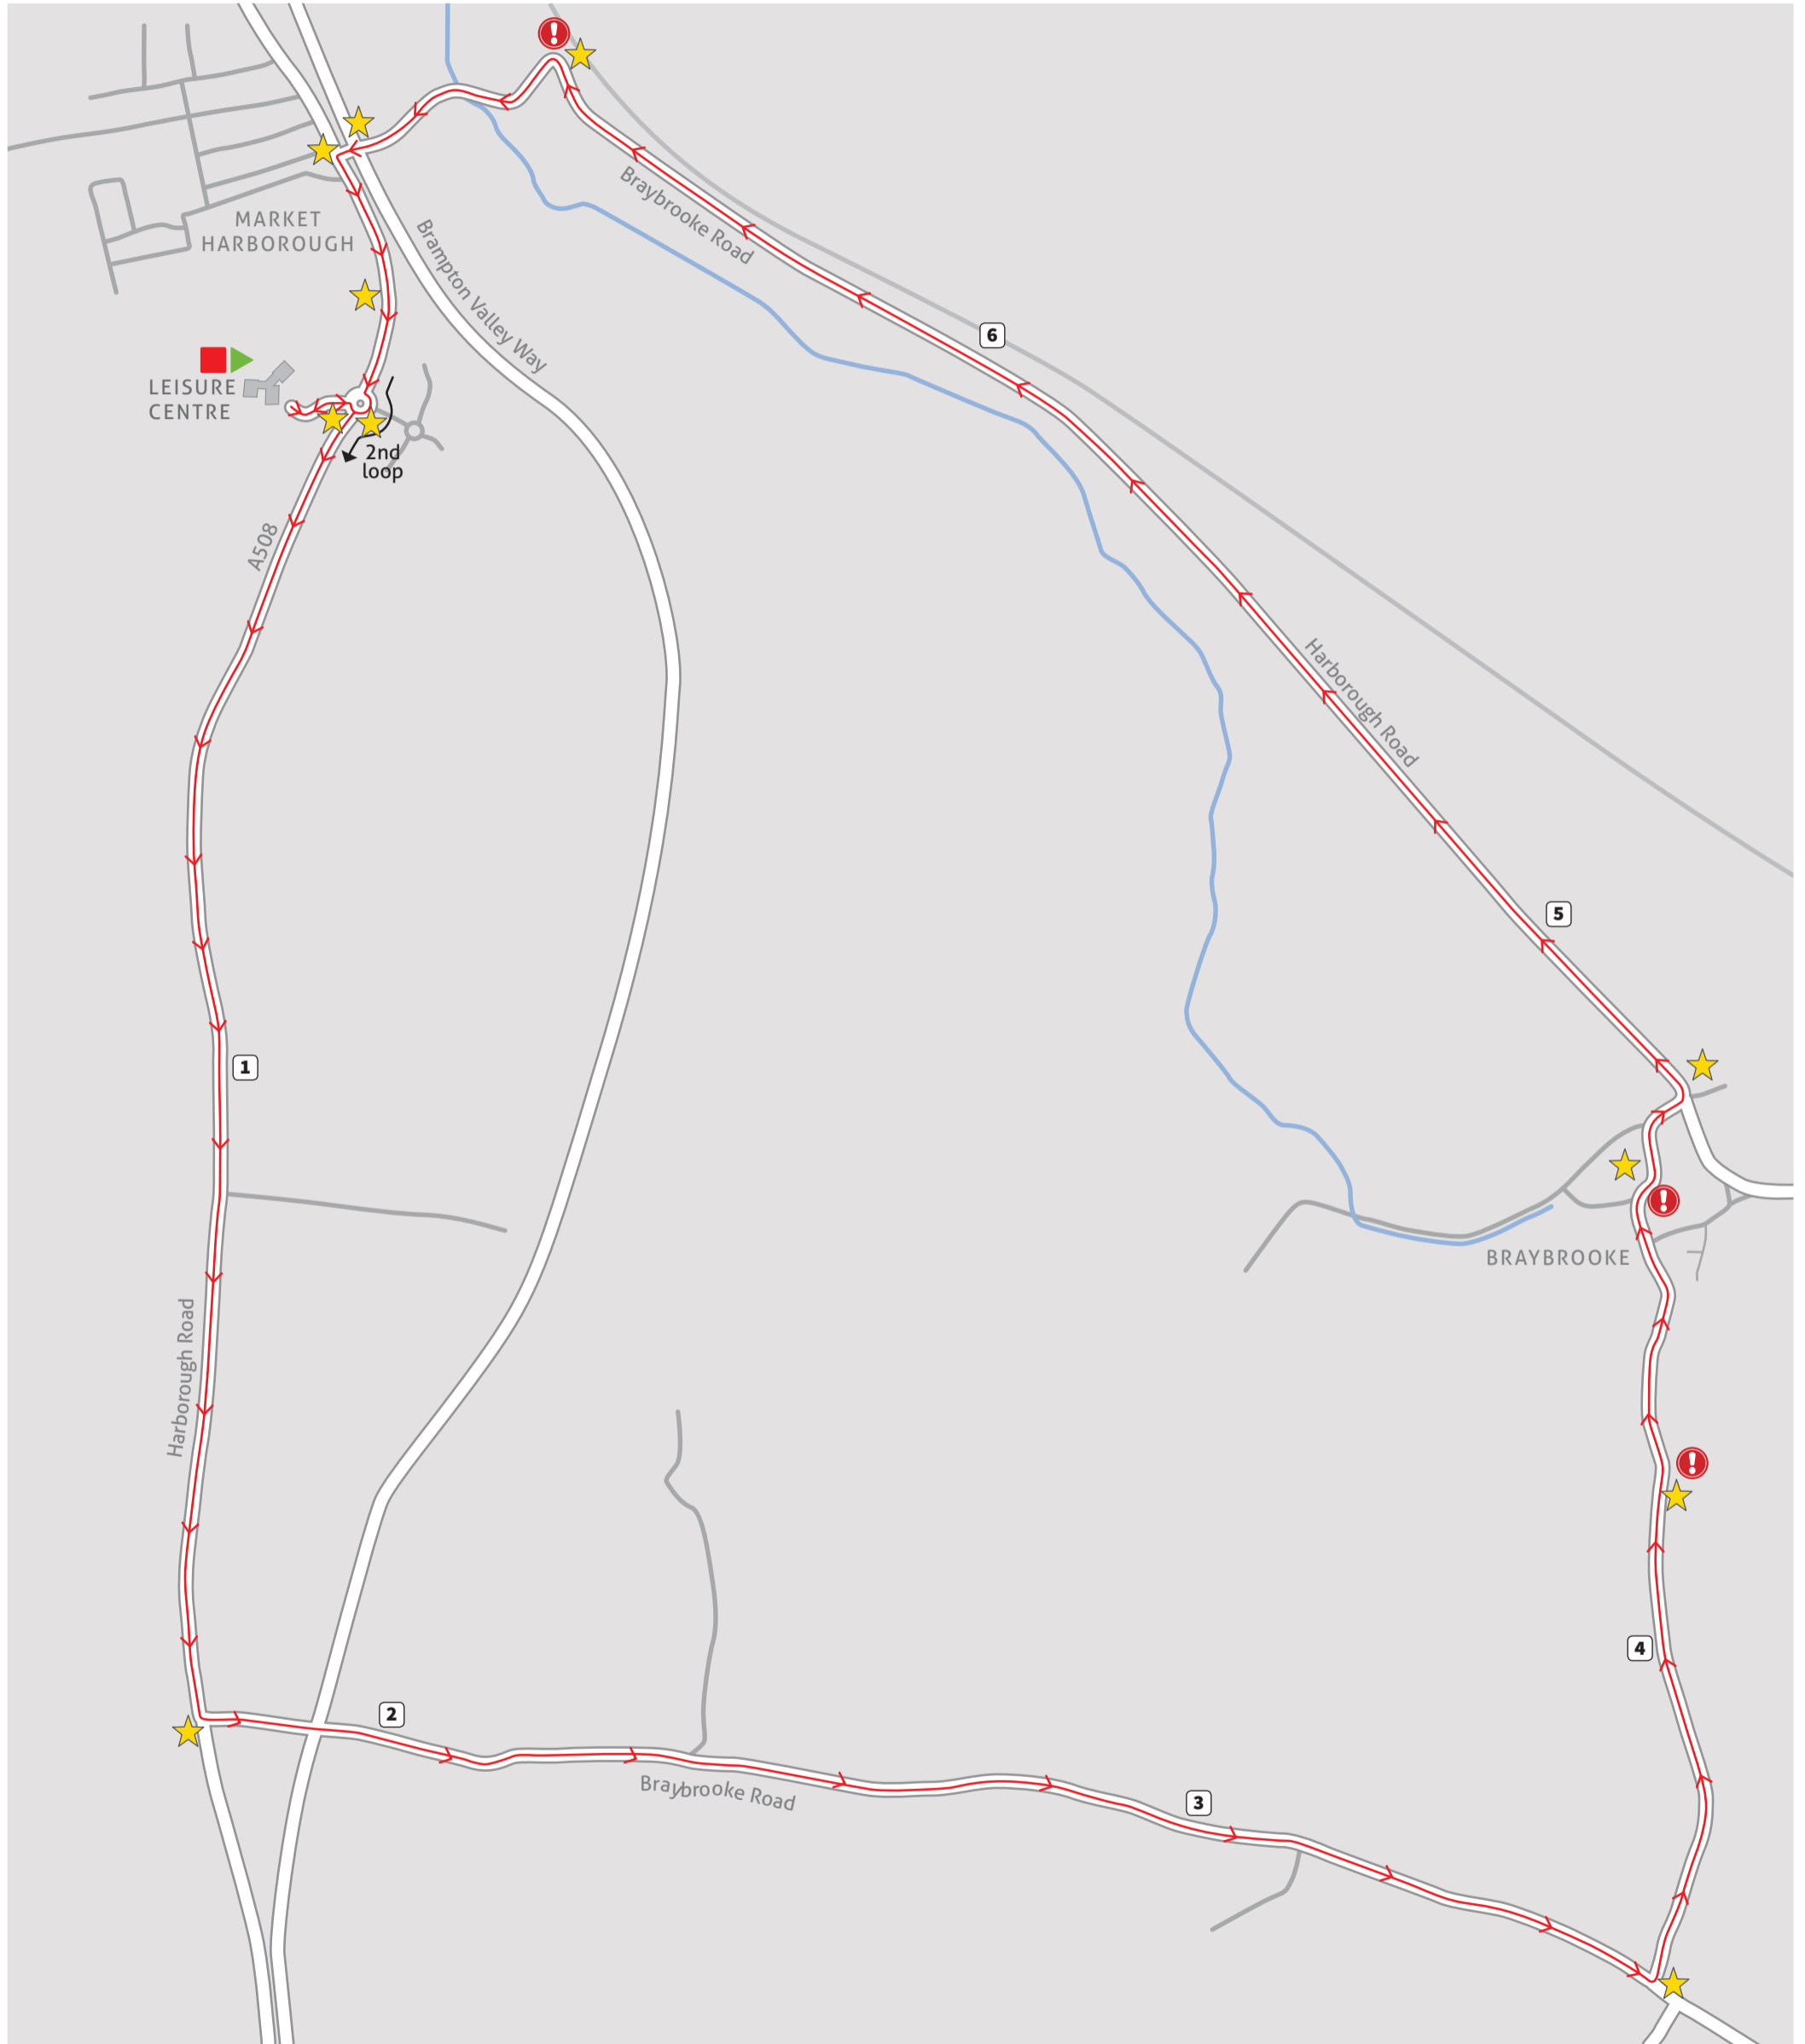 !
Braybrooke Road
MARKET
HARBOROUGH
Brampton Valley Way
6
LEISURE
CENTRE
2nd
loop
A508
Harborough Road
5
1
!
BRAYBROOKE
Harborough Road
!
4
2
Braybrooke Road
3